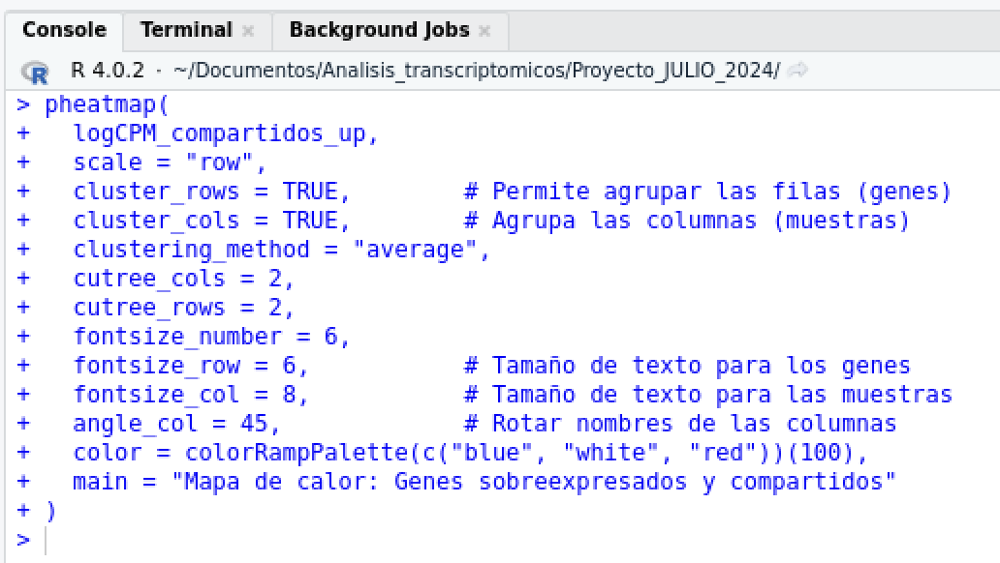 Console Terminal × Background Jobs ×
R R 4.0.2 · ~/Documentos/Analisis_transcriptomicos/Proyecto_JULIO_2024/
> pheatmap(
+   logCPM_compartidos_up,
+   scale = "row",
+   cluster_rows = TRUE,        # Permite agrupar las filas (genes)
+   cluster_cols = TRUE,        # Agrupa las columnas (muestras)
+   clustering_method = "average",
+   cutree_cols = 2,
+   cutree_rows = 2,
+   fontsize_number = 6,
+   fontsize_row = 6,           # Tamaño de texto para los genes
+   fontsize_col = 8,           # Tamaño de texto para las muestras
+   angle_col = 45,             # Rotar nombres de las columnas
+   color = colorRampPalette(c("blue", "white", "red"))(100),
+   main = "Mapa de calor: Genes sobreexpresados y compartidos"
+ )
>